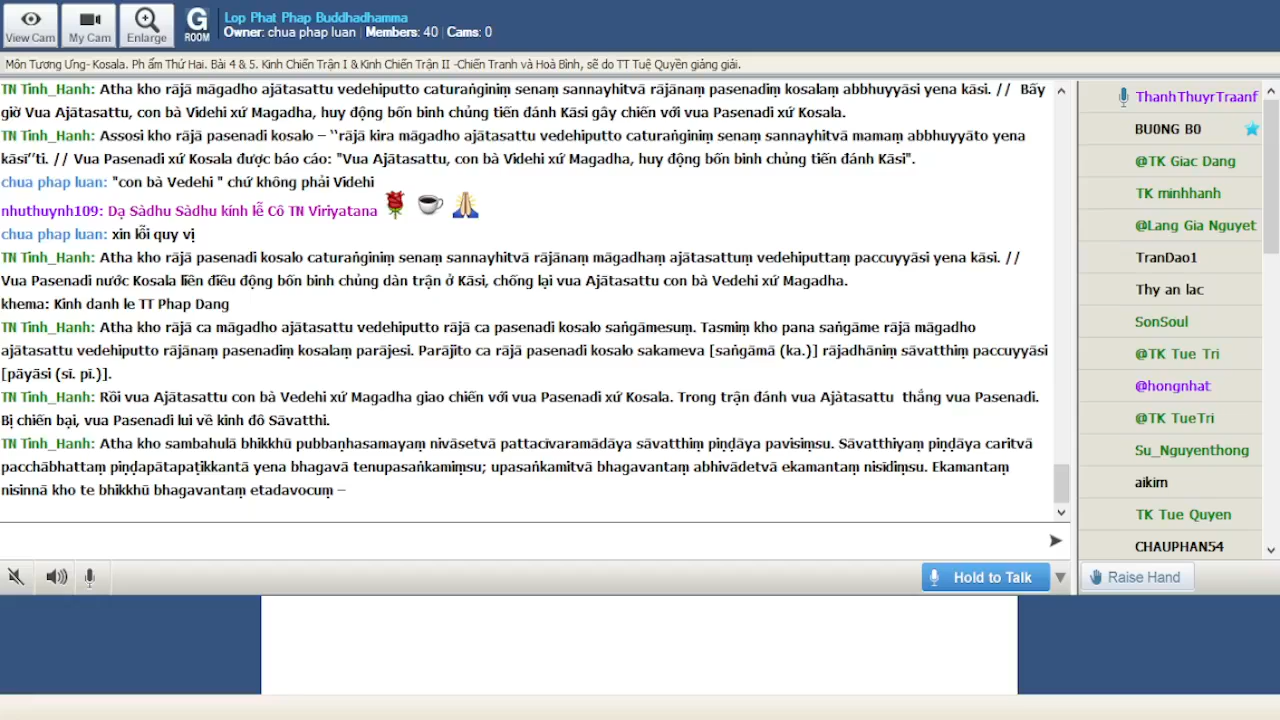 View Cam
My Cam
Enlarge
G
ROOM
Lop Phat Phap Buddhadhamma
Owner: chua phap luan | Members: 40 | Cams: 0
Môn Tương Ưng- Kosala. Ph ẩm Thứ Hai. Bài 4 & 5. Kinh Chiến Trận I & Kinh Chiến Trận II -Chiến Tranh và Hoà Bình, sẽ do TT Tuệ Quyền giảng giải.
TN Tinh_Hanh: Atha kho rājā māgadho ajātasattu vedehiputto caturaṅginiṃ senaṃ sannayhitvā rājānaṃ pasenadiṃ kosalaṃ abbhuyyāsi yena kāsi. // Bấy
giờ Vua Ajātasattu, con bà Videhi xứ Magadha, huy động bốn binh chủng tiến đánh Kāsi gây chiến với vua Pasenadi xứ Kosala.
TN Tinh_Hanh: Assosi kho rājā pasenadi kosalo – ‘‘rājā kira māgadho ajātasattu vedehiputto caturaṅginiṃ senaṃ sannayhitvā mamaṃ abbhuyyāto yena
kāsī’’ti. // Vua Pasenadi xứ Kosala được báo cáo: "Vua Ajātasattu, con bà Videhi xứ Magadha, huy động bốn binh chủng tiến đánh Kāsi".
chua phap luan: "con bà Vedehi " chứ không phải Videhi
nhuthuynh109: Dạ Sàdhu Sàdhu kính lễ Cô TN Viriyatana
chua phap luan: xin lỗi quy vị
TN Tinh_Hanh: Atha kho rājā pasenadi kosalo caturaṅginiṃ senaṃ sannayhitvā rājānaṃ māgadhaṃ ajātasattuṃ vedehiputtaṃ paccuyyāsi yena kāsi. //
Vua Pasenadi nước Kosala liền điều động bốn binh chủng dàn trận ở Kāsi, chống lại vua Ajātasattu con bà Vedehi xứ Magadha.
khema: Kinh danh le TT Phap Dang
TN Tinh_Hanh: Atha kho rājā ca māgadho ajātasattu vedehiputto rājā ca pasenadi kosalo saṅgāmesuṃ. Tasmiṃ kho pana saṅgāme rājā māgadho
ajātasattu vedehiputto rājānaṃ pasenadiṃ kosalaṃ parājesi. Parājito ca rājā pasenadi kosalo sakameva [saṅgāmā (ka.)] rājadhāniṃ sāvatthiṃ paccuyyāsi
[pāyāsi (sī. pī.)].
TN Tinh_Hanh: Rồi vua Ajātasattu con bà Vedehi xứ Magadha giao chiến với vua Pasenadi xứ Kosala. Trong trận đánh vua Ajàtasattu thắng vua Pasenadi.
Bị chiến bại, vua Pasenadi lui về kinh đô Sāvatthi.
TN Tinh_Hanh: Atha kho sambahulā bhikkhū pubbaṇhasamayaṃ nivāsetvā pattacīvaramādāya sāvatthiṃ piṇḍāya pavisiṃsu. Sāvatthiyaṃ piṇḍāya caritvā
pacchābhattaṃ piṇḍapātapaṭikkantā yena bhagavā tenupasaṅkamiṃsu; upasaṅkamitvā bhagavantaṃ abhivādetvā ekamantaṃ nisīdiṃsu. Ekamantaṃ
nisinnā kho te bhikkhū bhagavantaṃ etadavocuṃ –
ThanhThuyrTraanf
BU0NG B0
@TK Giac Dang
TK minhhanh
@Lang Gia Nguyet
TranDao1
Thy an lac
SonSoul
@TK Tue Tri
@hongnhat
@TK TueTri
Su_Nguyenthong
aikim
TK Tue Quyen
CHAUPHAN54
Hold to Talk
Raise Hand